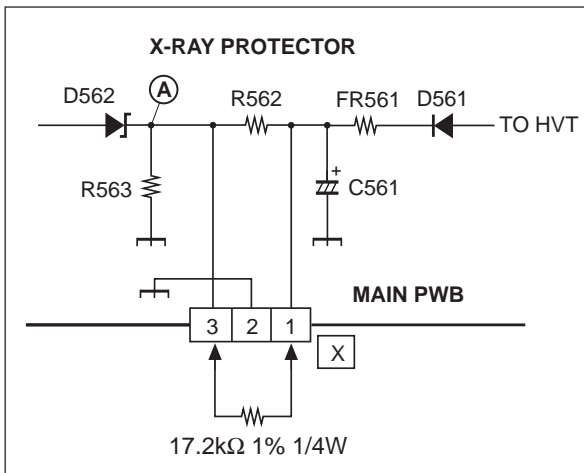 X-RAY PROTECTOR
D562
A
R562
FR561
D561
TO HVT
R563
+
C561
MAIN PWB
3 2 1
X
17.2kΩ 1% 1/4W